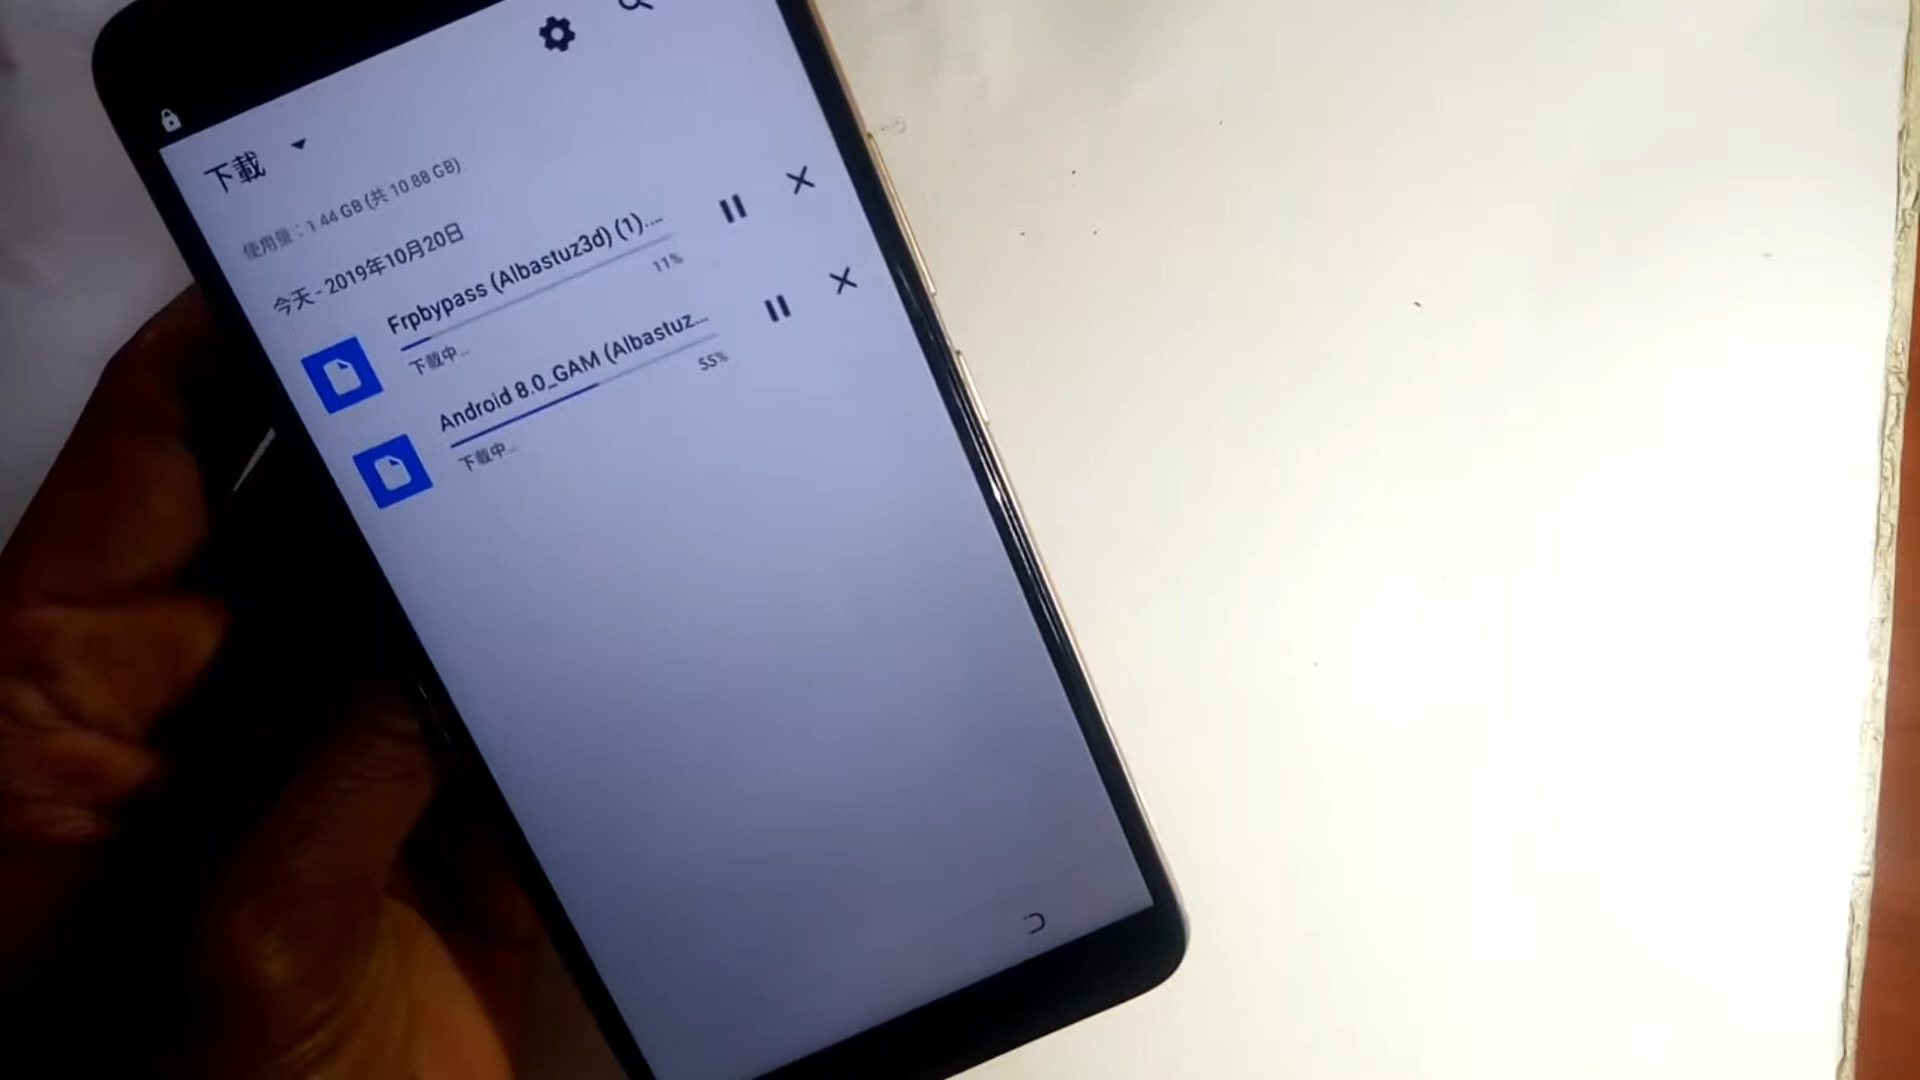 下載
使用量：1.44 GB (共 10.88 GB)
今天 - 2019年10月20日
Frpbypass (Albastuz3d) (1)....
11%
下載中...
Android 8.0_GAM (Albastuz...
55%
下載中...